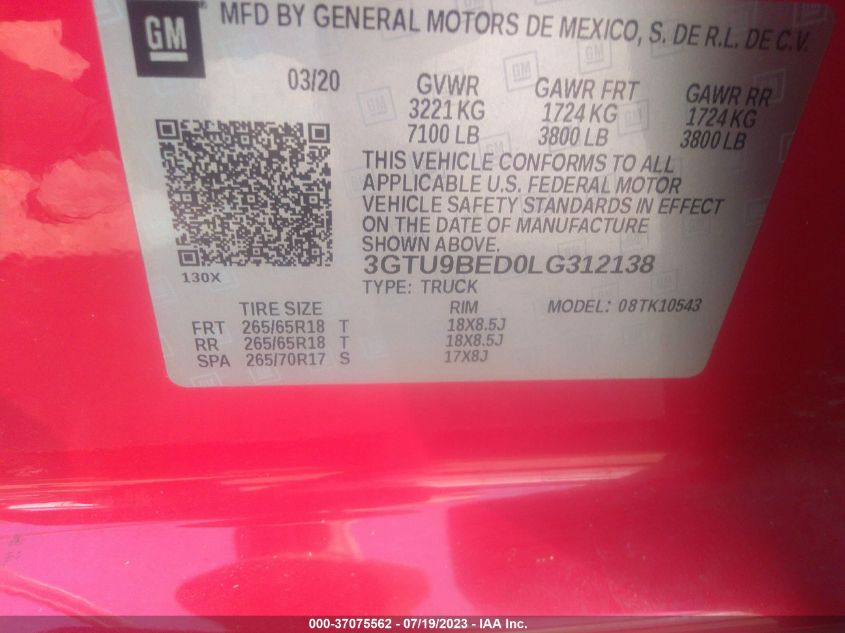 GM
MFD BY GENERAL MOTORS DE MEXICO, S. DE R.L. DE C.V.
03/20 GVWR GAWR FRT GAWR RR
3221 KG 1724 KG 1724 KG
7100 LB 3800 LB 3800 LB
THIS VEHICLE CONFORMS TO ALL
APPLICABLE U.S. FEDERAL MOTOR
VEHICLE SAFETY STANDARDS IN EFFECT
ON THE DATE OF MANUFACTURE
SHOWN ABOVE.
130X 3GTU9BED0LG312138
TYPE: TRUCK
TIRE SIZE RIM MODEL: 08TK10543
FRT 265/65R18 T 18X8.5J
RR 265/65R18 T 18X8.5J
SPA 265/70R17 S 17X8J
000-37075562 - 07/19/2023 - IAA Inc.